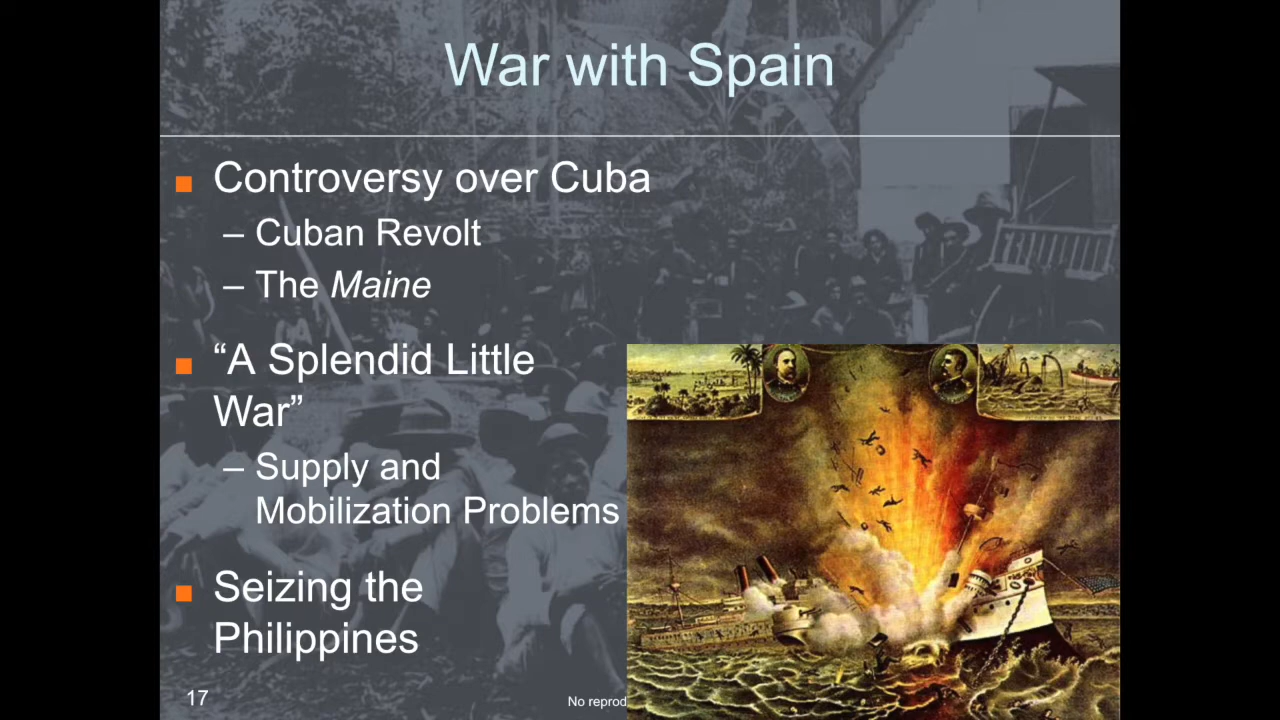 War with Spain
Controversy over Cuba
– Cuban Revolt
– The Maine
“A Splendid Little
War”
– Supply and
Mobilization Problems
Seizing the
Philippines
17
No